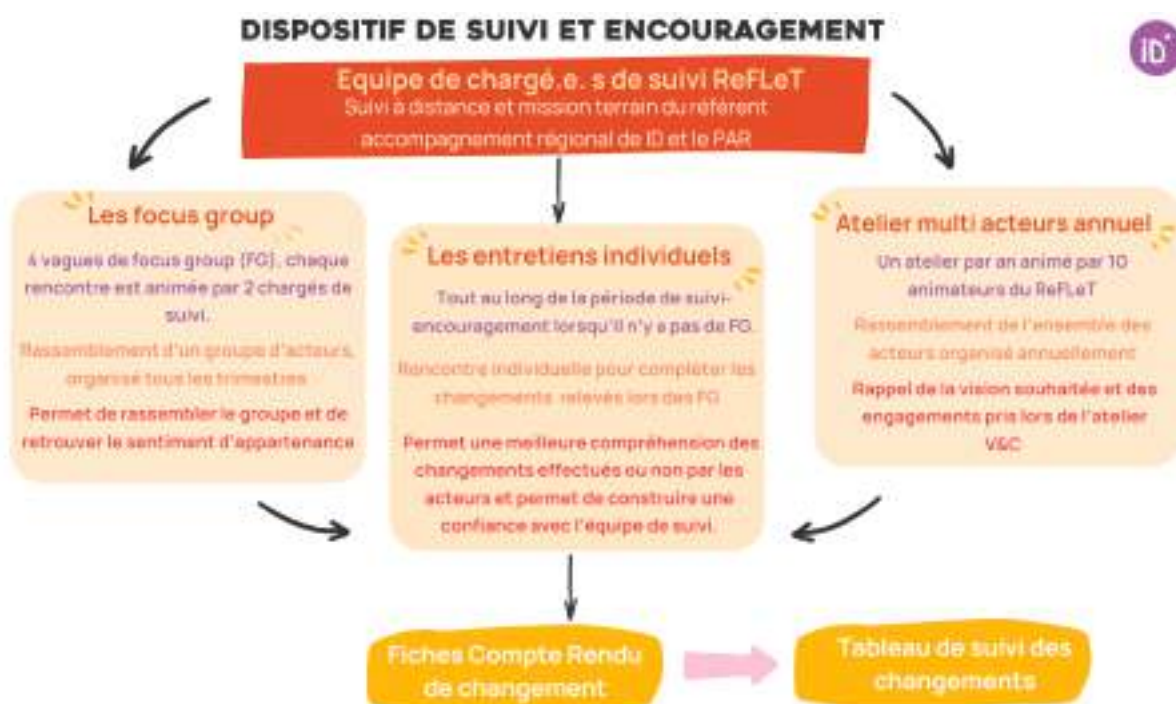 DISPOSITIF DE SUIVI ET ENCOURAGEMENT
iD
Equipe de chargé.e. s de suivi ReFLeT
Suivi à distance et mission terrain du référent
accompagnement régional de ID et le PAR
Les focus group
4 vagues de focus group (FG), chaque
rencontre est animée par 2 chargés de
suivi.
Rassemblement d'un groupe d'acteurs,
organisé tous les trimestres
Permet de rassembler le groupe et de
retrouver le sentiment d'appartenance
Les entretiens individuels
Tout au long de la période de suivi-
encouragement lorsqu'il n'y a pas de FG.
Rencontre individuelle pour compléter les
changements relevés lors des FG
Permet une meilleure compréhension des
changements effectués ou non par les
acteurs et permet de construire une
confiance avec l'équipe de suivi.
Atelier multi acteurs annuel
Un atelier par an animé par 10
animateurs du ReFLeT
Rassemblement de l'ensemble des
acteurs organisé annuellement
Rappel de la vision souhaitée et des
engagements pris lors de l'atelier
V&C
Fiches Compte Rendu
de changement
Tableau de suivi des
changements